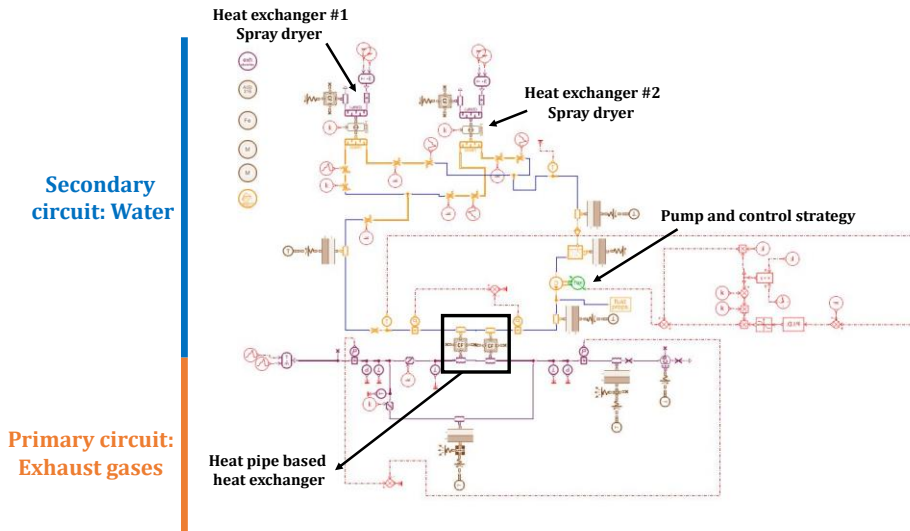 Heat exchanger #1
Spray dryer
Heat exchanger #2
Spray dryer
Secondary
circuit: Water
Pump and control strategy
Primary circuit:
Exhaust gases
Heat pipe based
heat exchanger